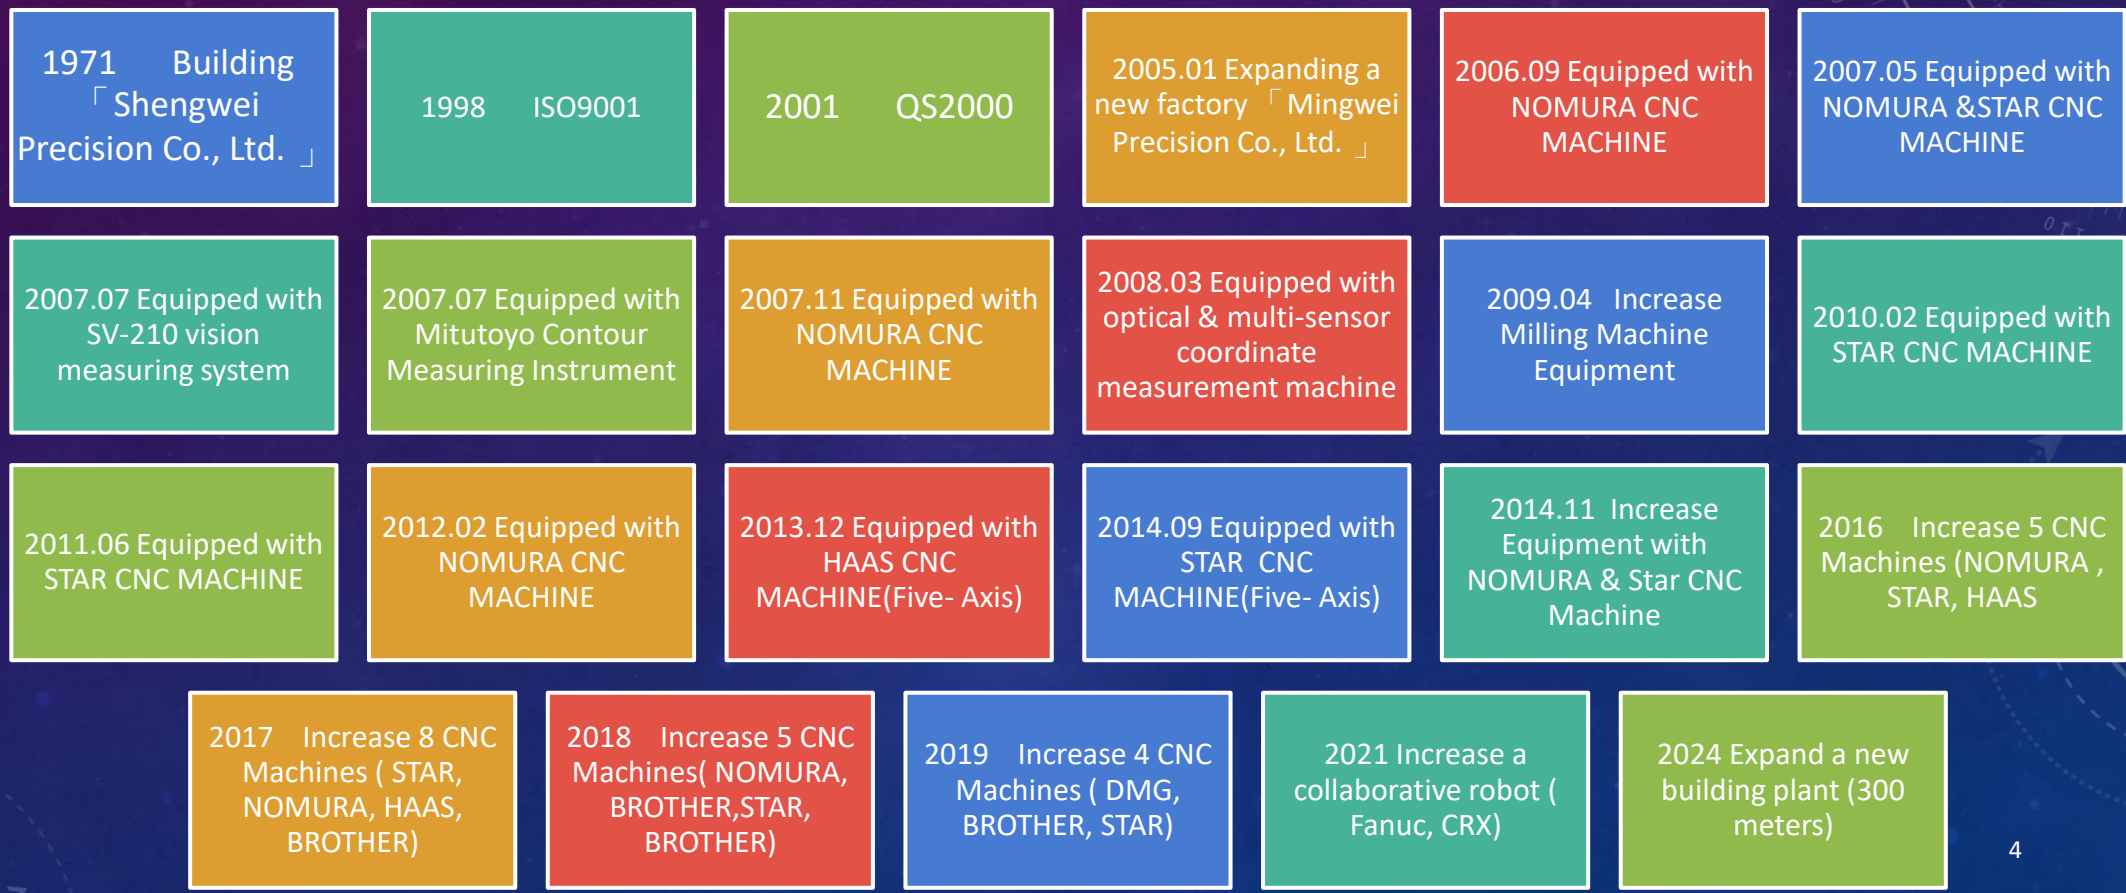 1971 Building
「Shengwei
Precision Co., Ltd. 」
1998 ISO9001
2001 QS2000
2005.01 Expanding a
new factory 「Mingwei
Precision Co., Ltd. 」
2006.09 Equipped with
NOMURA CNC
MACHINE
2007.05 Equipped with
NOMURA &STAR CNC
MACHINE
2007.07 Equipped with
SV-210 vision
measuring system
2007.07 Equipped with
Mitutoyo Contour
Measuring Instrument
2007.11 Equipped with
NOMURA CNC
MACHINE
2008.03 Equipped with
optical & multi-sensor
coordinate
measurement machine
2009.04 Increase
Milling Machine
Equipment
2010.02 Equipped with
STAR CNC MACHINE
2011.06 Equipped with
STAR CNC MACHINE
2012.02 Equipped with
NOMURA CNC
MACHINE
2013.12 Equipped with
HAAS CNC
MACHINE(Five- Axis)
2014.09 Equipped with
STAR CNC
MACHINE(Five- Axis)
2014.11 Increase
Equipment with
NOMURA & Star CNC
Machine
2016 Increase 5 CNC
Machines (NOMURA ,
STAR, HAAS
2017 Increase 8 CNC
Machines ( STAR,
NOMURA, HAAS,
BROTHER)
2018 Increase 5 CNC
Machines( NOMURA,
BROTHER,STAR,
BROTHER)
2019 Increase 4 CNC
Machines ( DMG,
BROTHER, STAR)
2021 Increase a
collaborative robot (
Fanuc, CRX)
2024 Expand a new
building plant (300
meters)
4